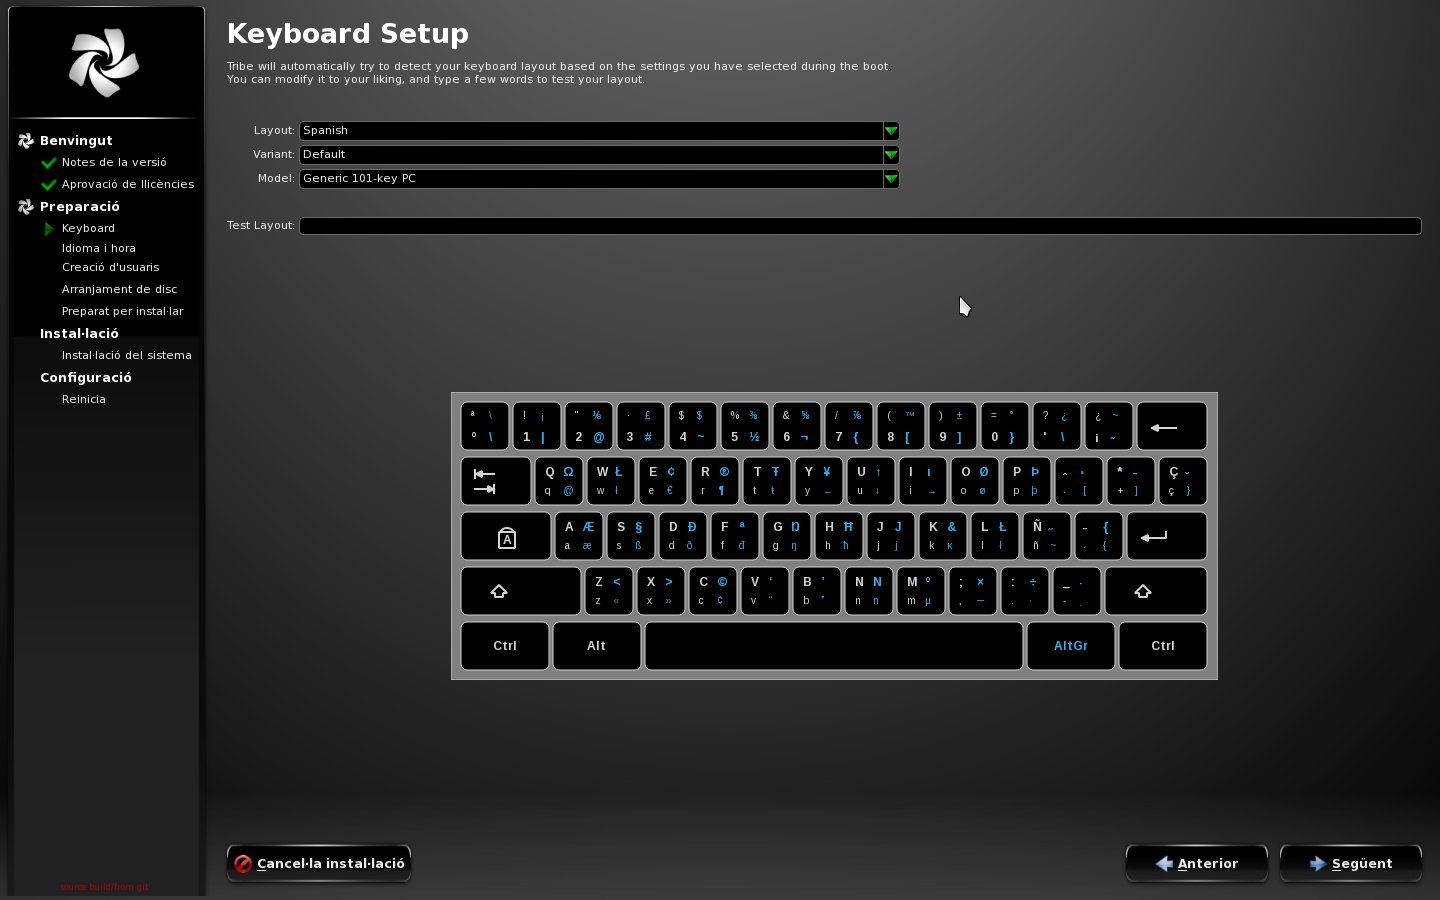 Keyboard Setup
Tribe will automatically try to detect your keyboard layout based on the settings you have selected during the boot.
You can modify it to your liking, and type a few words to test your layout.
Benvingut
Notes de la versió
Aprovació de llicències
Preparació
Keyboard
Idioma i hora
Creació d'usuaris
Arranjament de disc
Preparat per instal·lar
Instal·lació
Instal·lació del sistema
Configuració
Reinicia
source build/from git
Layout: Spanish
Variant: Default
Model: Generic 101-key PC
Test Layout:
ª \ ! ¡ " ⅛ · £ $ $ % ⅜ & ⅝ / ⅞ ( ™ ) ± = ° ? ¿ ¿ ~
º \ 1 | 2 @ 3 # 4 ~ 5 ½ 6 ¬ 7 { 8 [ 9 ] 0 } ' \ ¡ ~
Q Ω W Ł E ¢ R ® T Ŧ Y ¥ U ↑ I ı O Ø P Þ ^ ° * ¯ Ç ˘
q @ w ł e € r ¶ t ŧ y ← u ↓ i → o ø p þ [ + ] ç }
A Æ S § D Ð F ª G Ŋ H Ħ J J K & L Ł Ñ ~ {
A a æ s ß d ð f đ g ŋ h ħ j j k ĸ l ł ñ ~ {
Z < X > C © V ‘ B ’ N N M º ; × : ÷ _
z « x » c ¢ v “ b ” n n m µ , ─ . · -
Ctrl Alt AltGr Ctrl
Cancel·la instal·lació
Anterior
Següent